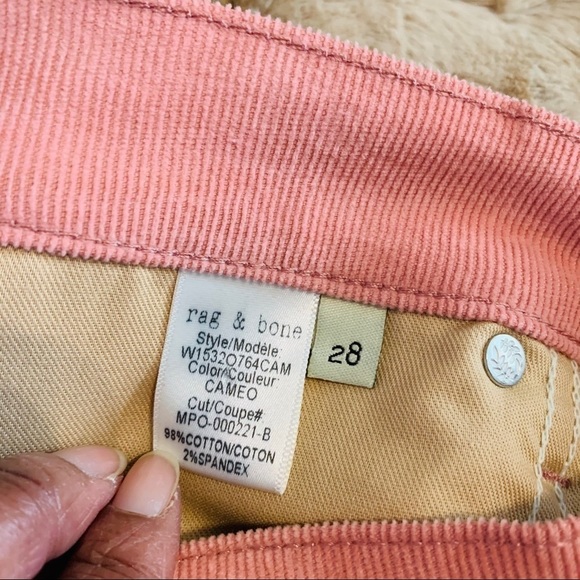 rag & bone
Style/Modèle:
W1532O764CAM
Color/Couleur:
CAMEO
Cut/Coupe#
MPO-000221-B
98%COTTON/COTON
2%SPANDEX
28